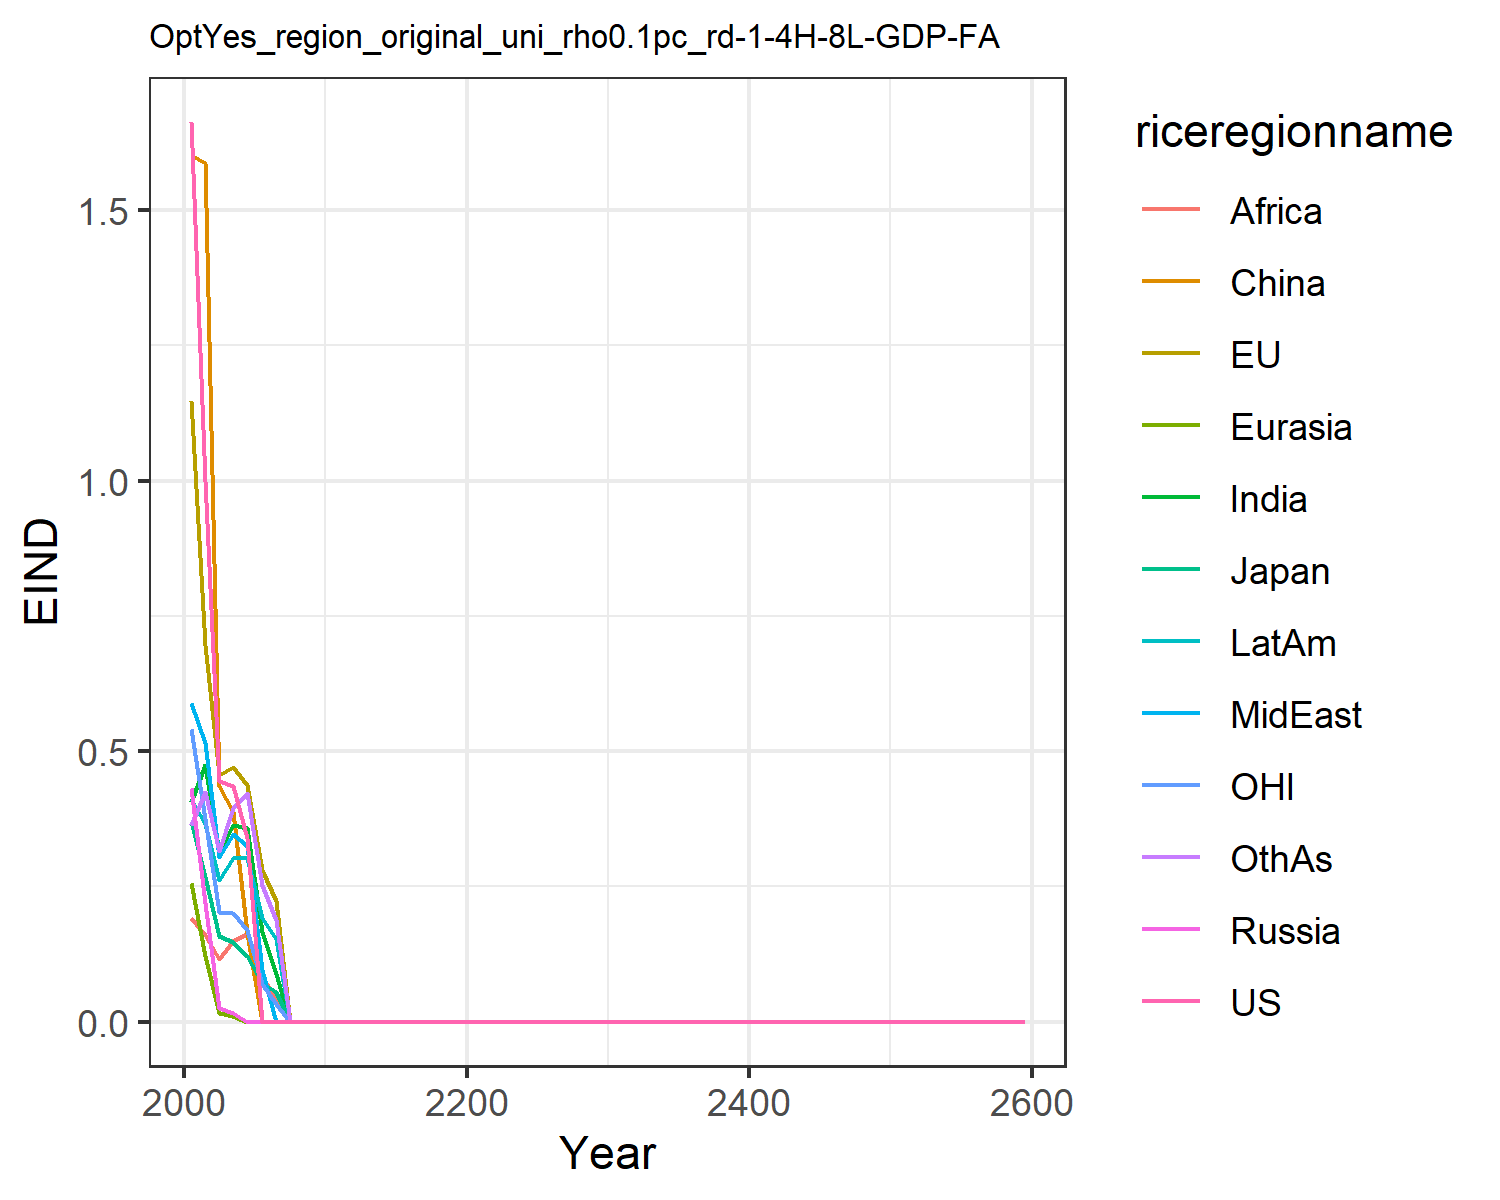 OptYes_region_original_uni_rho0.1pc_rd-1-4H-8L-GDP-FA
riceregionname
Africa
China
EU
Eurasia
India
Japan
LatAm
MidEast
OHI
OthAs
Russia
US
EIND
1.5
1.0
0.5
0.0
2000 2200 2400 2600
Year